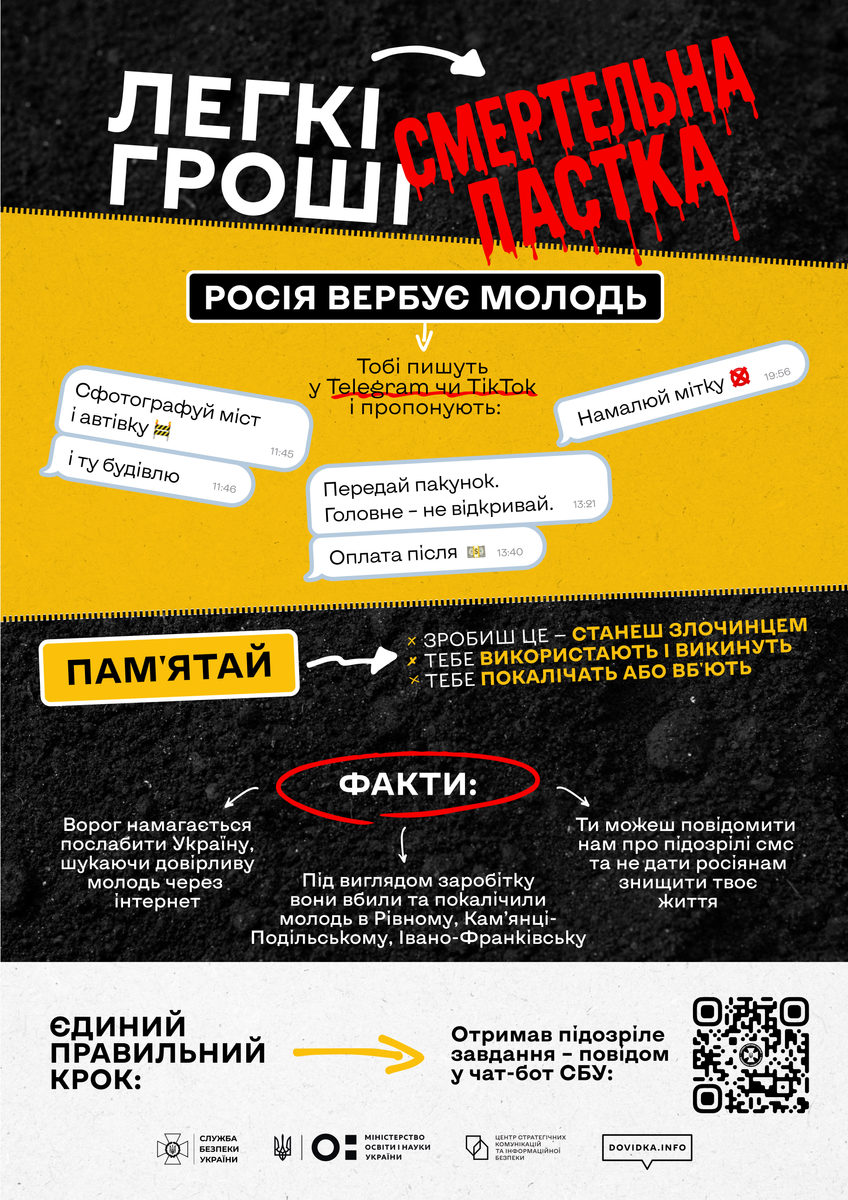 ЛЕГКІ
ГРОШІ
СМЕРТЕЛЬНА
ПАСТКА
РОСІЯ ВЕРБУЄ МОЛОДЬ
Тобі пишуть
у Telegram чи TikTok
і пропонують:
Сфотографуй міст
і автівку 🚧
11:45
і ту будівлю
11:46
Намалюй мітку
19:56
Передай пакунок.
Головне – не відкривай.
13:21
Оплата після 💵
13:40
ПАМ'ЯТАЙ
× ЗРОБИШ ЦЕ – СТАНЕШ ЗЛОЧИНЦЕМ
× ТЕБЕ ВИКОРИСТАЮТЬ І ВИКИНУТЬ
× ТЕБЕ ПОКАЛІЧАТЬ АБО ВБ'ЮТЬ
ФАКТИ:
Ворог намагається
послабити Україну,
шукаючи довірливу
молодь через
інтернет
Під виглядом заробітку
вони вбили та покалічили
молодь в Рівному, Кам'янці-
Подільському, Івано-Франківську
Ти можеш повідомити
нам про підозрілі смс
та не дати росіянам
знищити твоє
життя
ЄДИНИЙ
ПРАВИЛЬНИЙ
КРОК:
Отримав підозріле
завдання – повідом
у чат-бот СБУ:
СЛУЖБА
БЕЗПЕКИ
УКРАЇНИ
МІНІСТЕРСТВО
ОСВІТИ І НАУКИ
УКРАЇНИ
ЦЕНТР СТРАТЕГІЧНИХ
КОМУНІКАЦІЙ
ТА ІНФОРМАЦІЙНОЇ
БЕЗПЕКИ
DOVIDKA.INFO